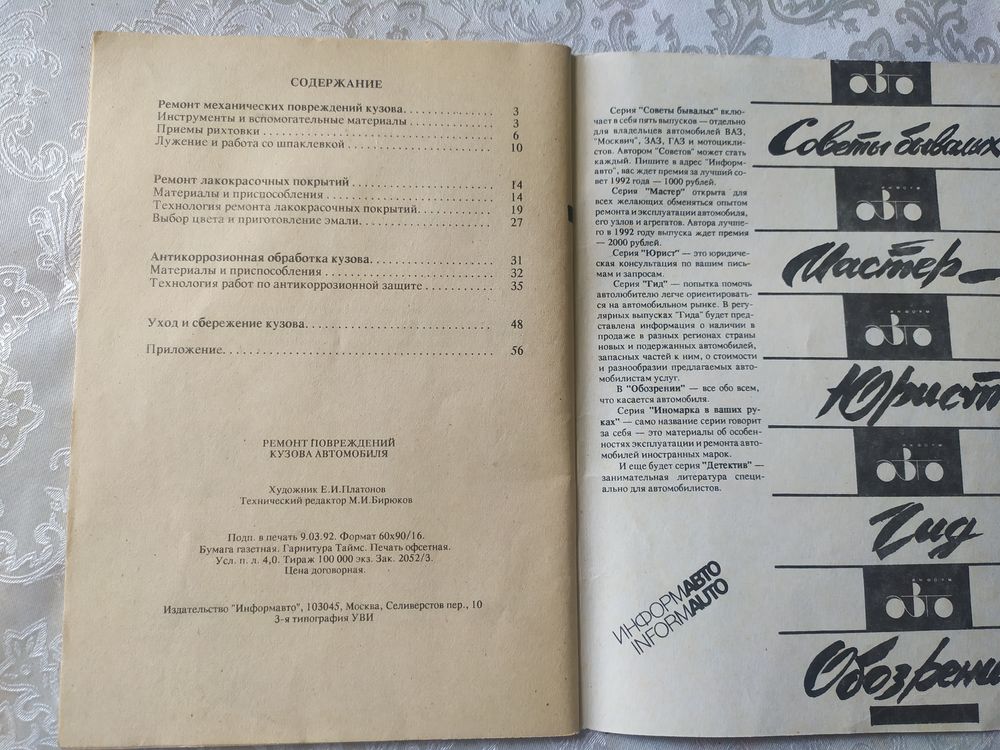 СОДЕРЖАНИЕ
Ремонт механических повреждений кузова. 3
Инструменты и вспомогательные материалы 3
Приемы рихтовки 6
Лужение и работа со шпаклевкой 10
Ремонт лакокрасочных покрытий 14
Материалы и приспособления 14
Технология ремонта лакокрасочных покрытий. 19
Выбор цвета и приготовление эмали. 27
Антикоррозионная обработка кузова. 31
Материалы и приспособления 32
Технология работ по антикоррозионной защите 35
Уход и сбережение кузова. 48
Приложение. 56
РЕМОНТ ПОВРЕЖДЕНИЙ
КУЗОВА АВТОМОБИЛЯ
Художник Е.И.Платонов
Технический редактор М.И.Бирюков
Подп. в печать 9.03.92. Формат 60х90/16.
Бумага газетная. Гарнитура Таймс. Печать офсетная.
Усл. п. л. 4,0. Тираж 100 000 экз. Зак. 2052/3.
Цена договорная.
Издательство "Информавто", 103045, Москва, Селиверстов пер., 10
3-я типография УВИ
Серия "Советы бывалых" вклю-
чает в себя пять выпусков — отдельно
для владельцев автомобилей ВАЗ,
"Москвич", ЗАЗ, ГАЗ и мотоцикли-
стов. Автором "Советов" может стать
каждый. Пишите в адрес "Информ-
авто", вас ждет премия за лучший со-
вет 1992 года — 1000 рублей.
Серия "Мастер" открыта для
всех желающих обменяться опытом
ремонта и эксплуатации автомобиля,
его узлов и агрегатов. Автора лучше-
го в 1992 году выпуска ждет премия
— 2000 рублей.
Серия "Юрист" — это юридиче-
ская консультация по вашим пись-
мам и запросам.
Серия "Гид" — попытка помочь
автолюбителю легче ориентировать-
ся на автомобильном рынке. В регу-
лярных выпусках "Гида" будет пред-
ставлена информация о наличии в
продаже в разных регионах страны
новых и подержанных автомобилей,
запасных частей к ним, о стоимости
и разнообразии предлагаемых авто-
мобилистам услуг.
В "Обозрении" — все обо всем,
что касается автомобиля.
Серия "Иномарка в ваших ру-
ках" — само название серии говорит
за себя — это материалы об особен-
ностях эксплуатации и ремонта авто-
мобилей иностранных марок.
И еще будет серия "Детектив" —
занимательная литература специ-
ально для автомобилистов.
ИНФОРМАВТО
INFORMAUTO
АВТО
Советы бывалых
АВТО
Мастер
АВТО
Юрист
АВТО
Гид
АВТО
Обозрени